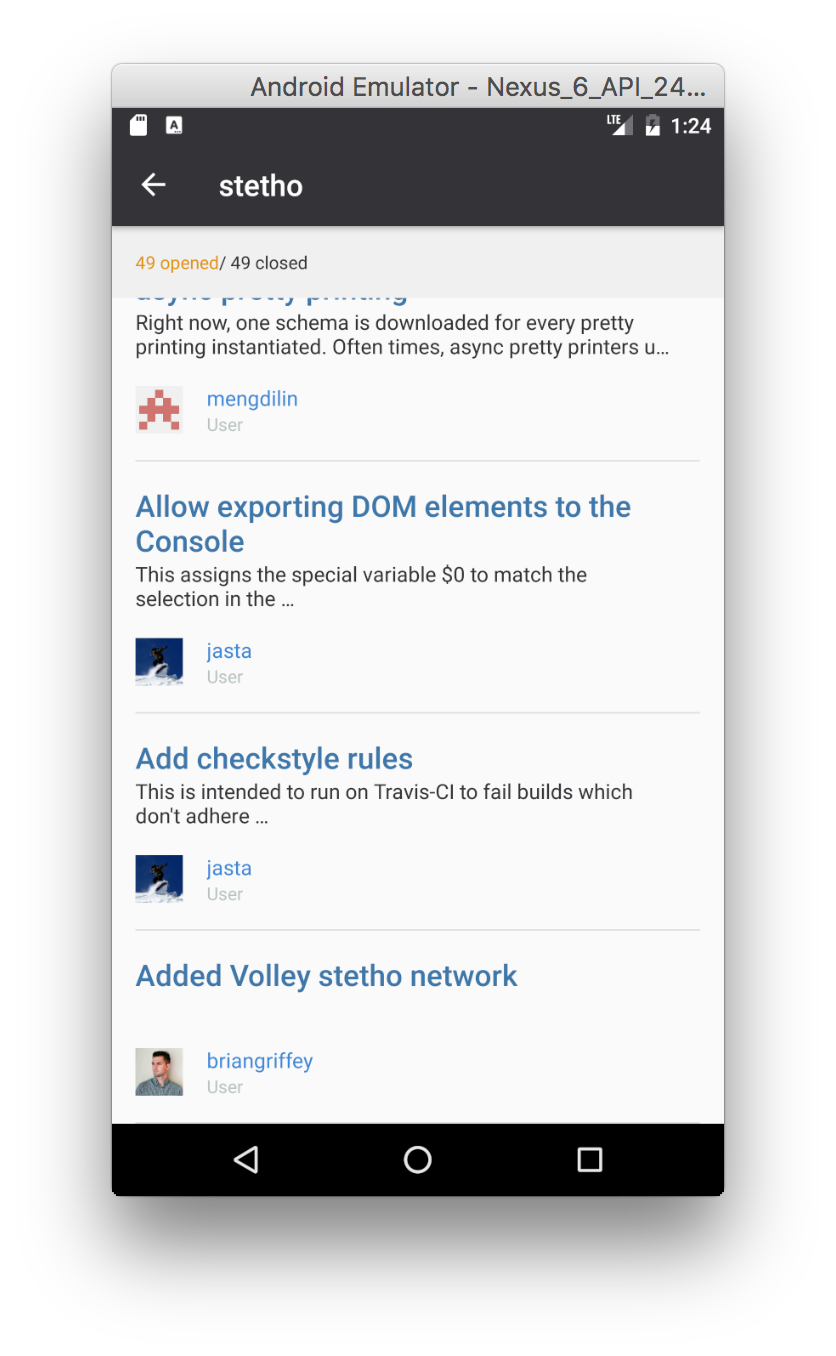 Android Emulator - Nexus_6_API_24...
LTE 1:24
stetho
49 opened/ 49 closed
async pretty printing
Right now, one schema is downloaded for every pretty
printing instantiated. Often times, async pretty printers u…
mengdilin
User
Allow exporting DOM elements to the
Console
This assigns the special variable $0 to match the
selection in the …
jasta
User
Add checkstyle rules
This is intended to run on Travis-CI to fail builds which
don't adhere …
jasta
User
Added Volley stetho network
briangriffey
User